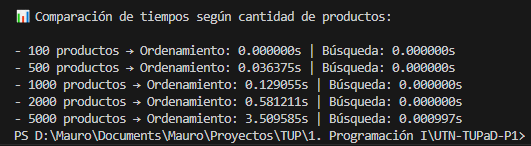 📊 Comparación de tiempos según cantidad de productos:
- 100 productos → Ordenamiento: 0.000000s | Búsqueda: 0.000000s
- 500 productos → Ordenamiento: 0.036375s | Búsqueda: 0.000000s
- 1000 productos → Ordenamiento: 0.129055s | Búsqueda: 0.000000s
- 2000 productos → Ordenamiento: 0.581211s | Búsqueda: 0.000000s
- 5000 productos → Ordenamiento: 3.509585s | Búsqueda: 0.000997s
PS D:\Mauro\Documents\Mauro\Proyectos\TUP\1. Programación I\UTN-TUPaD-P1>